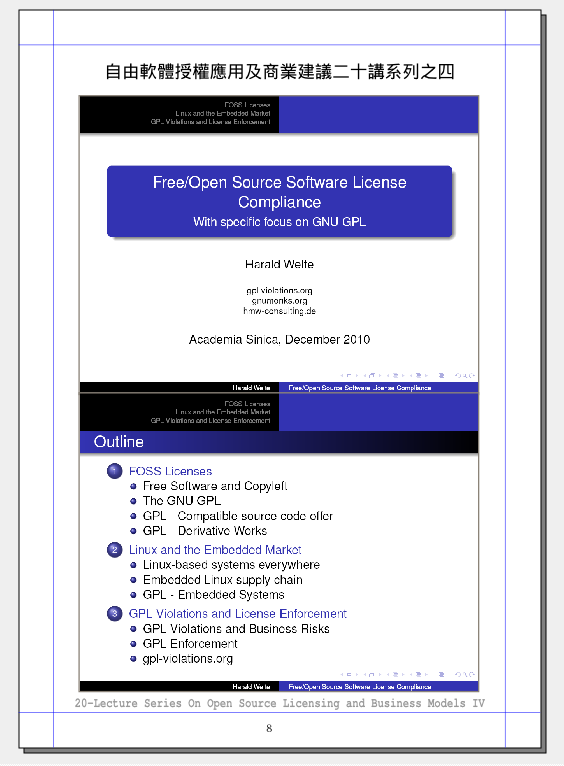 自由軟體授權應用及商業建議二十講系列之四
FOSS Licenses
Linux and the Embedded Market
GPL Violations and License Enforcement
Free/Open Source Software License
Compliance
With specific focus on GNU GPL
Harald Welte
gpl-violations.org
gnumonks.org
hmw-consulting.de
Academia Sinica, December 2010
Harald Welte Free/Open Source Software License Compliance
FOSS Licenses
Linux and the Embedded Market
GPL Violations and License Enforcement
Outline
1 FOSS Licenses
Free Software and Copyleft
The GNU GPL
GPL - Compatible source code offer
GPL - Derivative Works
2 Linux and the Embedded Market
Linux-based systems everywhere
Embedded Linux supply chain
GPL - Embedded Systems
3 GPL Violations and License Enforcement
GPL Violations and Business Risks
GPL Enforcement
gpl-violations.org
Harald Welte Free/Open Source Software License Compliance
20-Lecture Series On Open Source Licensing and Business Models IV
8